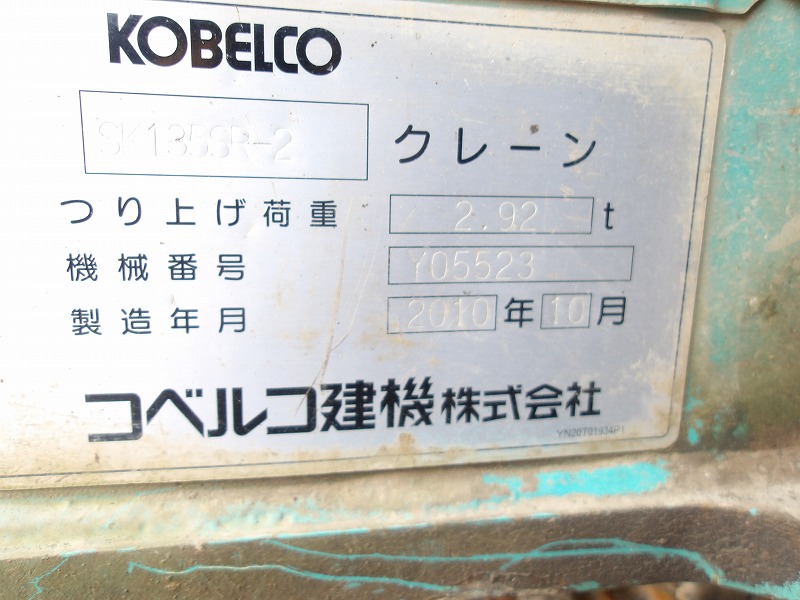 KOBELCO
SK135SR-2 クレーン
つり上げ荷重 2.92 t
機械番号 Y05523
製造年月 2010 年 10 月
コベルコ建機株式会社
YN20T01934P1